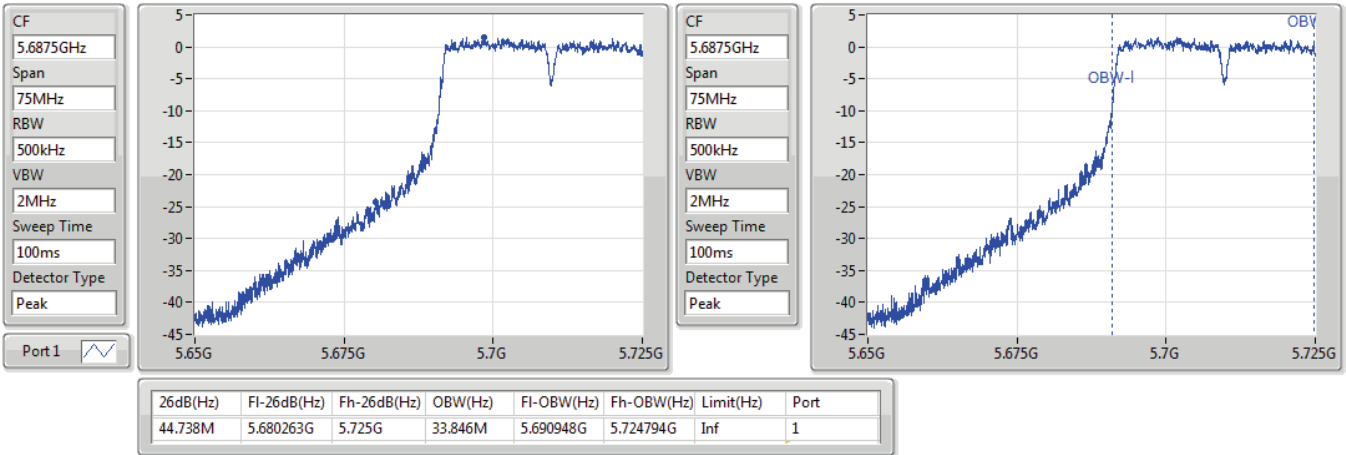 CF
5.6875GHz
Span
75MHz
RBW
500kHz
VBW
2MHz
Sweep Time
100ms
Detector Type
Peak
Port 1
5
0
-5
-10
-15
-20
-25
-30
-35
-40
-45
5.65G 5.675G 5.7G 5.725G
CF
5.6875GHz
Span
75MHz
RBW
500kHz
VBW
2MHz
Sweep Time
100ms
Detector Type
Peak
5
0
-5
-10
-15
-20
-25
-30
-35
-40
-45
OBW-l
5.65G 5.675G 5.7G 5.725G
26dB(Hz) Fl-26dB(Hz) Fh-26dB(Hz) OBW(Hz) Fl-OBW(Hz) Fh-OBW(Hz) Limit(Hz) Port
44.738M 5.680263G 5.725G 33.846M 5.690948G 5.724794G Inf 1